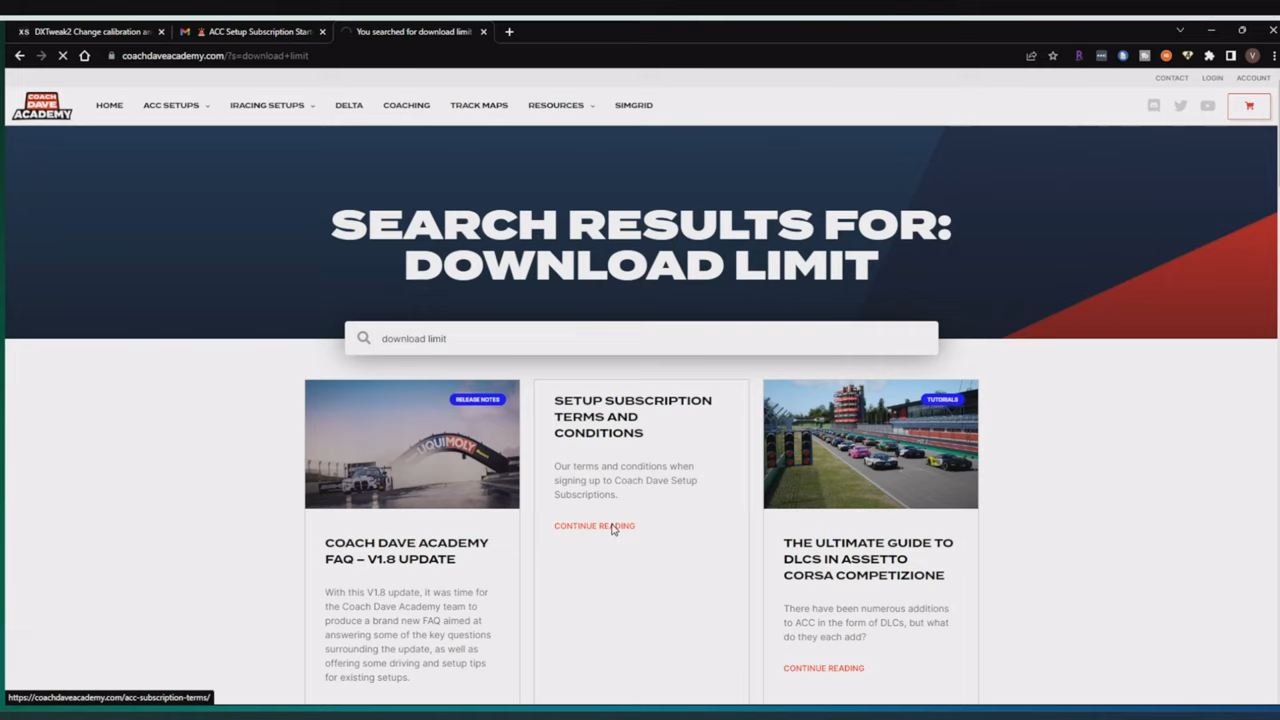 XS DXTweak2 Change calibration an
ACC Setup Subscription Start
You searched for download limit
coachdaveacademy.com/?s=download+limit
CONTACT LOGIN ACCOUNT
COACH DAVE ACADEMY
HOME ACC SETUPS IRACING SETUPS DELTA COACHING TRACK MAPS RESOURCES SIMGRID
SEARCH RESULTS FOR:
DOWNLOAD LIMIT
download limit
RELEASE NOTES
LIQUI MOLY
COACH DAVE ACADEMY
FAQ – V1.8 UPDATE
With this V1.8 update, it was time for
the Coach Dave Academy team to
produce a brand new FAQ aimed at
answering some of the key questions
surrounding the update, as well as
offering some driving and setup tips
for existing setups.
SETUP SUBSCRIPTION
TERMS AND
CONDITIONS
Our terms and conditions when
signing up to Coach Dave Setup
Subscriptions.
CONTINUE READING
TUTORIALS
THE ULTIMATE GUIDE TO
DLCS IN ASSETTO
CORSA COMPETIZIONE
There have been numerous additions
to ACC in the form of DLCs, but what
do they each add?
CONTINUE READING
https://coachdaveacademy.com/acc-subscription-terms/